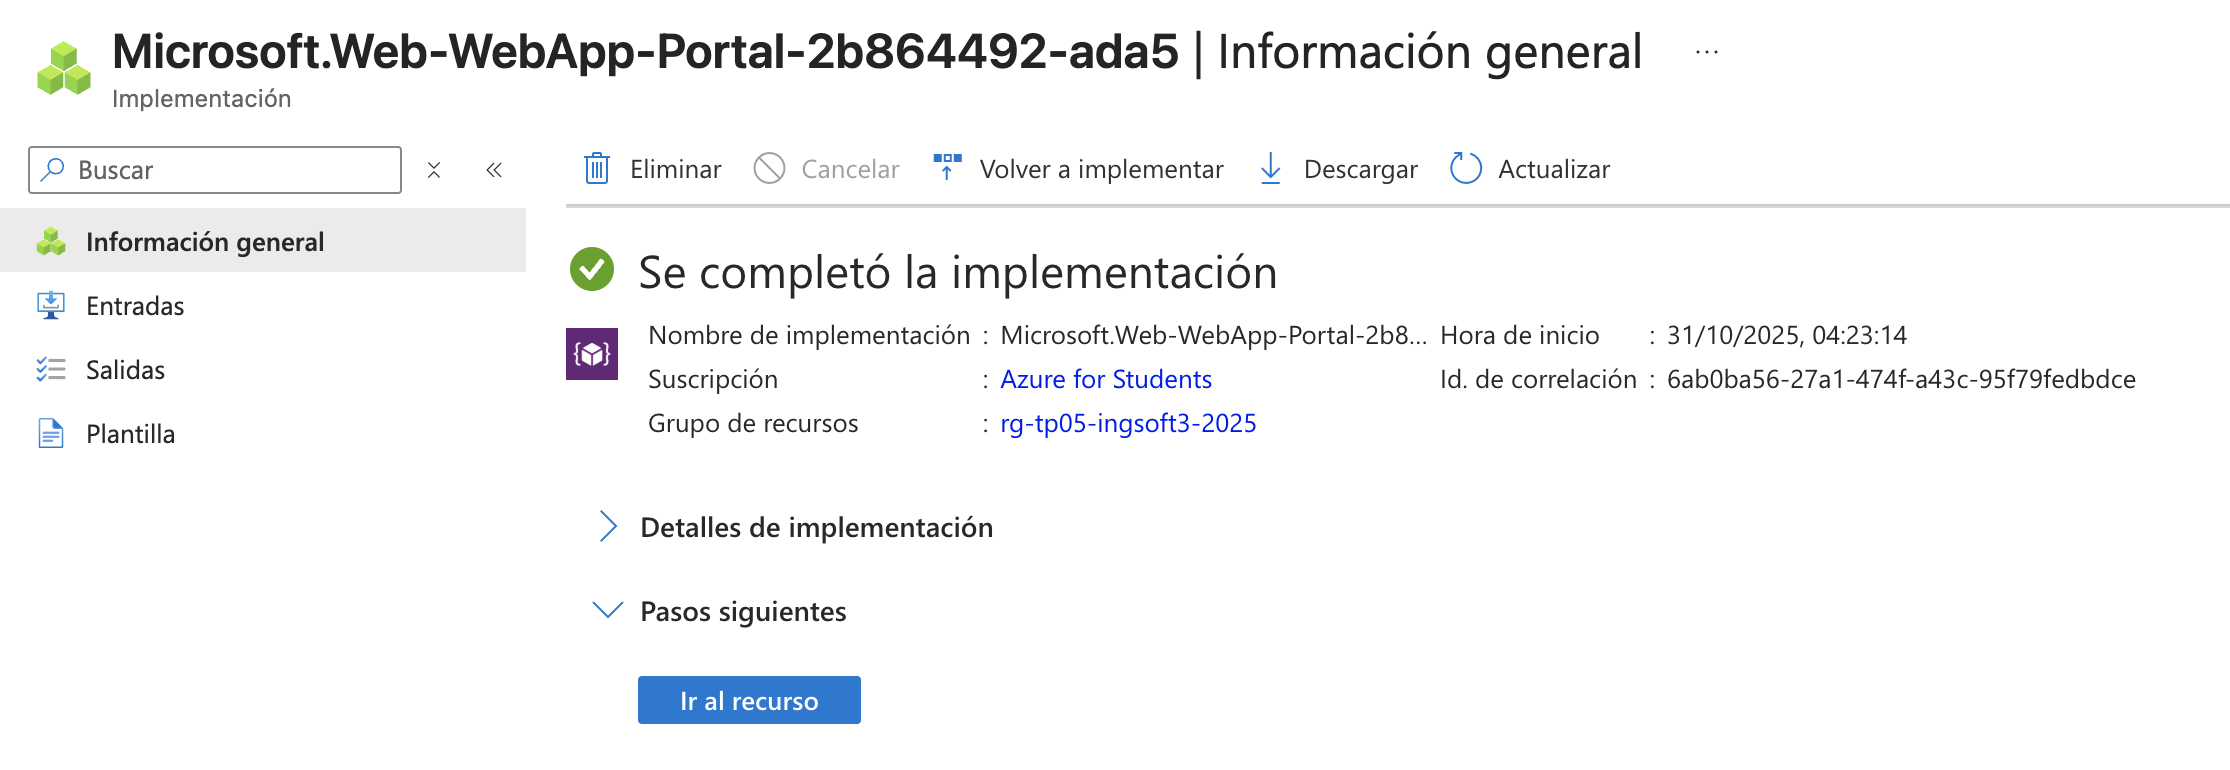 Microsoft.Web-WebApp-Portal-2b864492-ada5 | Información general ...
Implementación
Buscar
Eliminar Cancelar Volver a implementar Descargar Actualizar
Información general
Entradas
Salidas
Plantilla
Se completó la implementación
Nombre de implementación : Microsoft.Web-WebApp-Portal-2b8...
Suscripción : Azure for Students
Grupo de recursos : rg-tp05-ingsoft3-2025
Hora de inicio : 31/10/2025, 04:23:14
Id. de correlación : 6ab0ba56-27a1-474f-a43c-95f79fedbdce
Detalles de implementación
Pasos siguientes
Ir al recurso